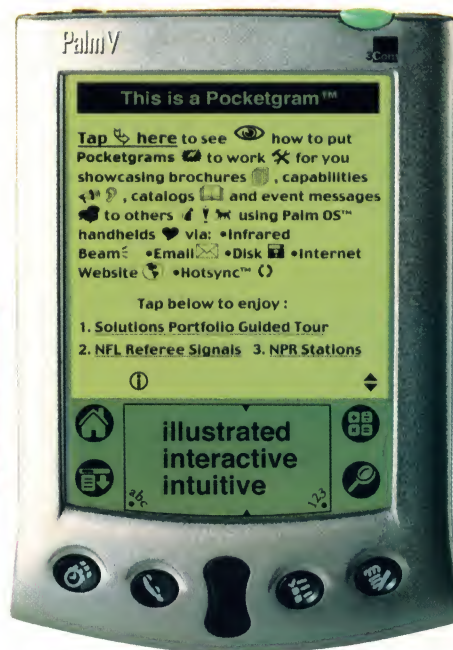 Palm V
3Com
This is a Pocketgram™
Tap here to see how to put
Pocketgrams to work for you
showcasing brochures , capabilities
, catalogs and event messages
to others using Palm OS™
handhelds via: •Infrared
Beam •Email •Disk •Internet
Website •Hotsync™
Tap below to enjoy :
1. Solutions Portfolio Guided Tour
2. NFL Referee Signals 3. NPR Stations
illustrated
interactive
intuitive
abc
123